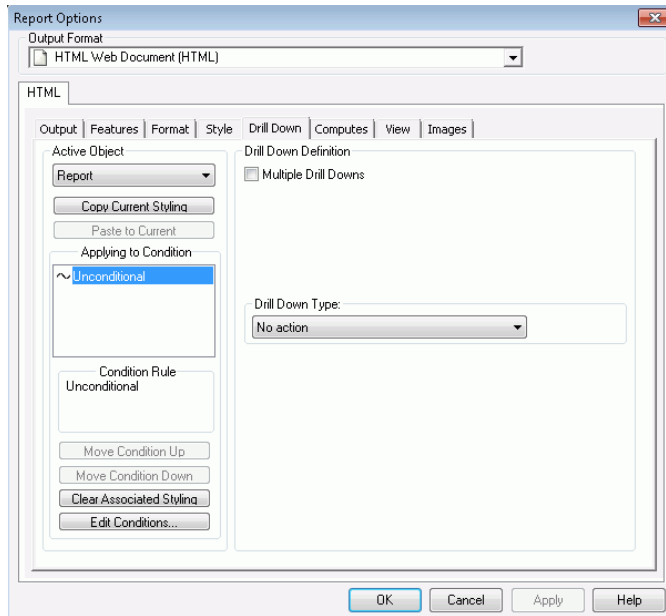 Report Options
Output Format
HTML Web Document (HTML)
HTML
Output Features Format Style Drill Down Computes View Images
Active Object
Report
Copy Current Styling
Paste to Current
Applying to Condition
Unconditional
Condition Rule
Unconditional
Move Condition Up
Move Condition Down
Clear Associated Styling
Edit Conditions...
Drill Down Definition
Multiple Drill Downs
Drill Down Type:
No action
OK Cancel Apply Help